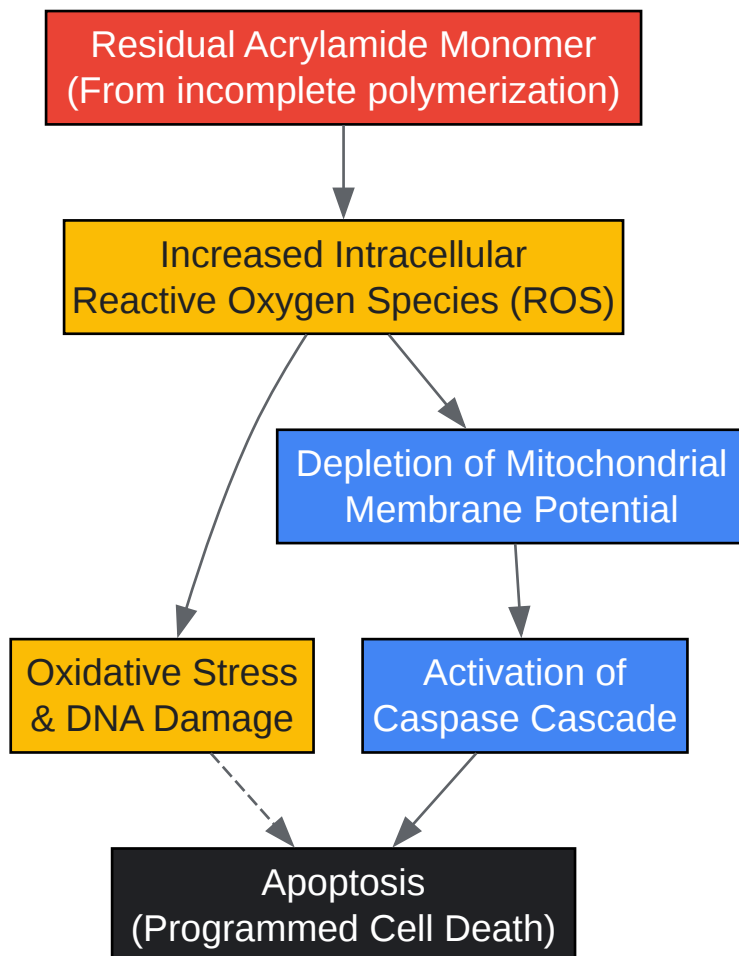 Residual Acrylamide Monomer
(From incomplete polymerization)
Increased Intracellular
Reactive Oxygen Species (ROS)
Depletion of Mitochondrial
Membrane Potential
Oxidative Stress
& DNA Damage
Activation of
Caspase Cascade
Apoptosis
(Programmed Cell Death)